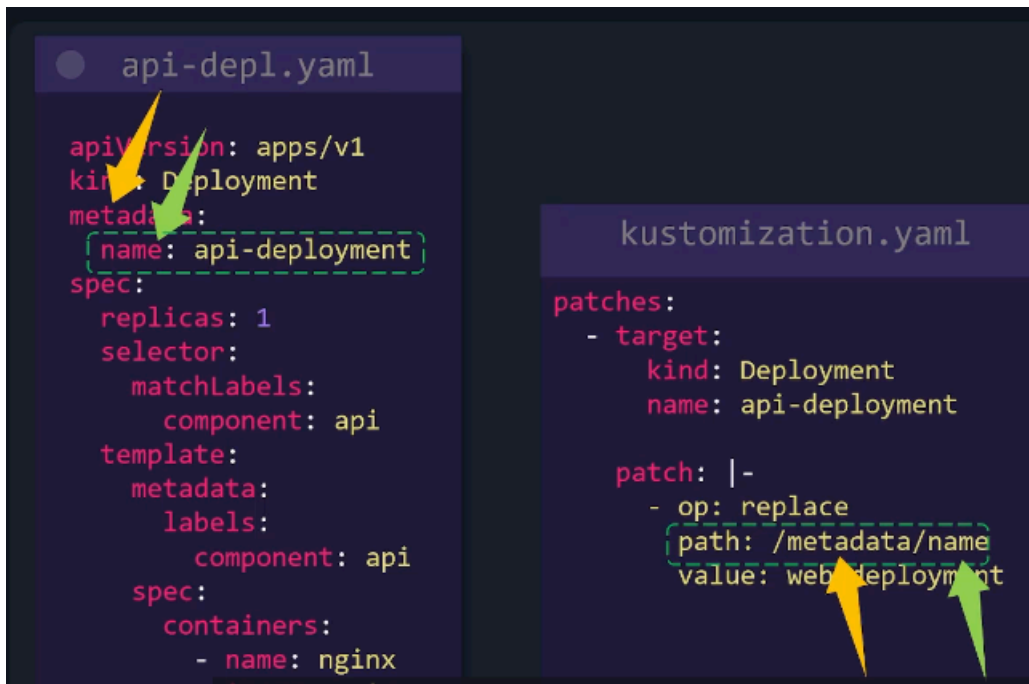 api-depl.yaml
apiVersion: apps/v1
kind: Deployment
metadata:
name: api-deployment
spec:
replicas: 1
selector:
matchLabels:
component: api
template:
metadata:
labels:
component: api
spec:
containers:
- name: nginx
kustomization.yaml
patches:
- target:
kind: Deployment
name: api-deployment
patch: |-
- op: replace
path: /metadata/name
value: web-deployment